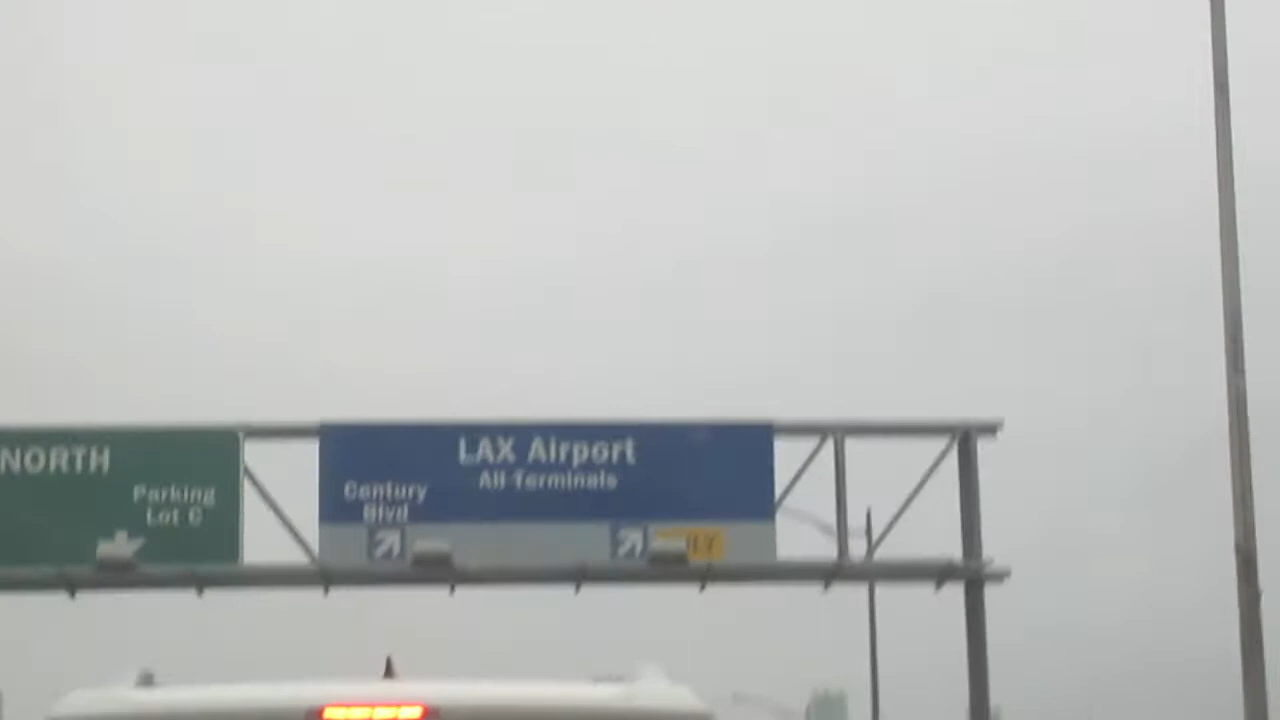 NORTH
Parking
Lot C
LAX Airport
All Terminals
Century
Blvd